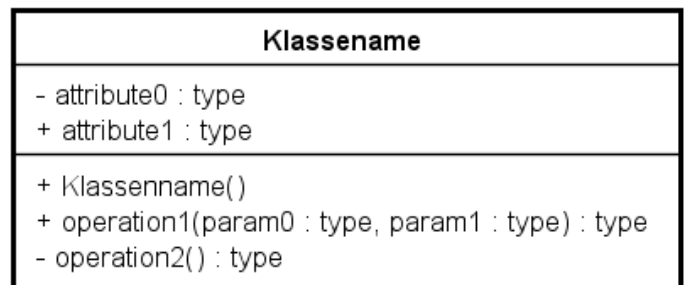 Klassename
- attribute0 : type
+ attribute1 : type
+ Klassenname()
+ operation1(param0 : type, param1 : type) : type
- operation2() : type